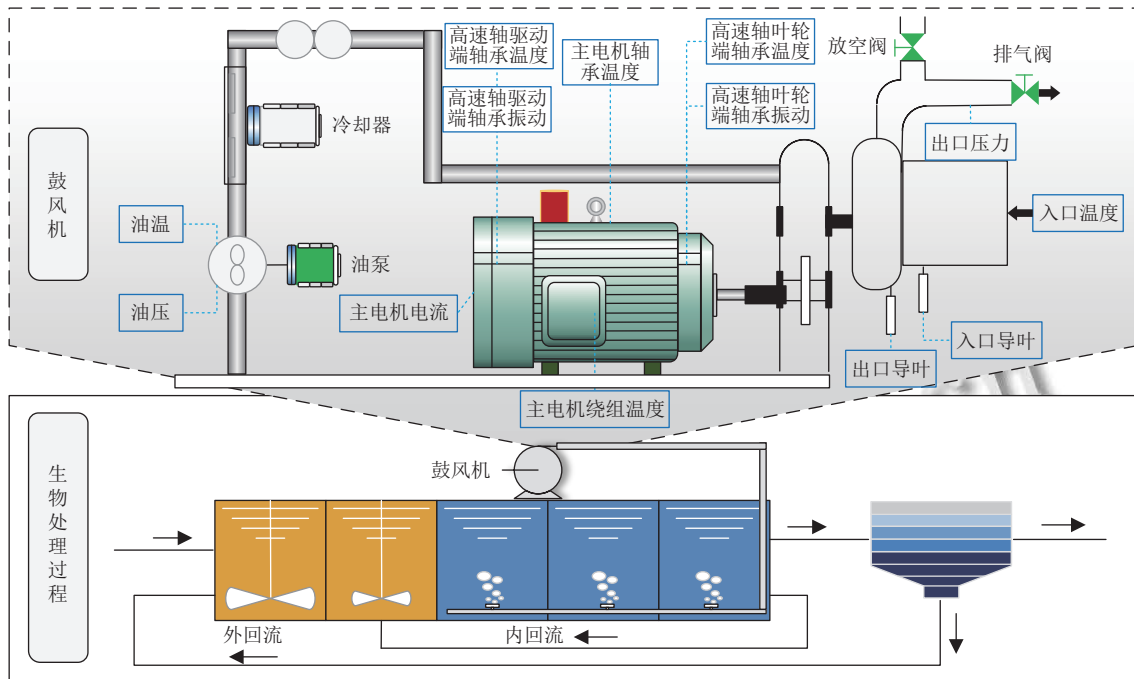 鼓风机
高速轴驱动
端轴承温度
高速轴驱动
端轴承振动
主电机轴
承温度
高速轴叶轮
端轴承温度
高速轴叶轮
端轴承振动
放空阀
排气阀
冷却器
出口压力
油温
入口温度
油泵
油压
主电机电流
入口导叶
出口导叶
主电机绕组温度
生物处理过程
鼓风机
外回流
内回流